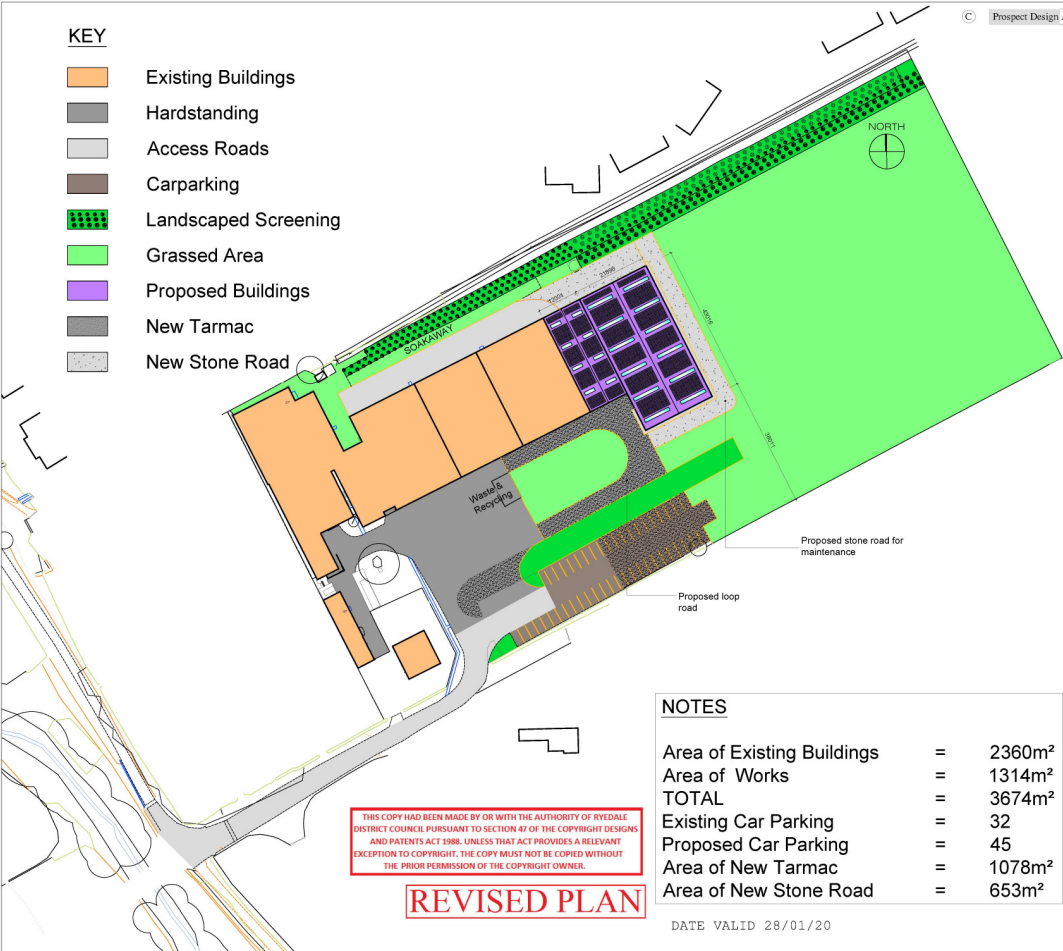 C Prospect Design
KEY
Existing Buildings
Hardstanding
Access Roads
Carparking
Landscaped Screening
Grassed Area
Proposed Buildings
New Tarmac
New Stone Road
NORTH
21896
43016
SOAKAWAY
38011
Waste &
Recycling
Proposed stone road for
maintenance
Proposed loop
road
NOTES
Area of Existing Buildings = 2360m²
Area of Works = 1314m²
TOTAL = 3674m²
Existing Car Parking = 32
Proposed Car Parking = 45
Area of New Tarmac = 1078m²
Area of New Stone Road = 653m²
THIS COPY HAD BEEN MADE BY OR WITH THE AUTHORITY OF RYEDALE
DISTRICT COUNCIL PURSUANT TO SECTION 47 OF THE COPYRIGHT DESIGNS
AND PATENTS ACT 1988. UNLESS THAT ACT PROVIDES A RELEVANT
EXCEPTION TO COPYRIGHT. THE COPY MUST NOT BE COPIED WITHOUT
THE PRIOR PERMISSION OF THE COPYRIGHT OWNER.
REVISED PLAN
DATE VALID 28/01/20